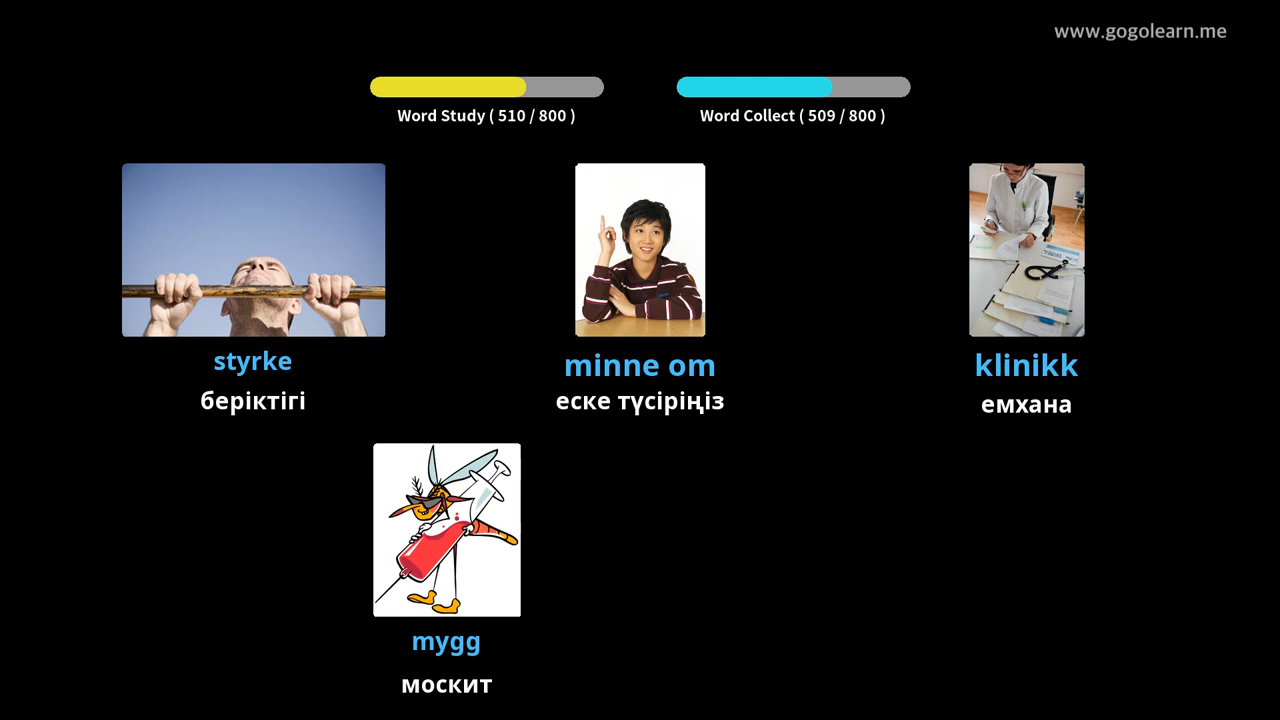 www.gogolearn.me
Word Study ( 510 / 800 )
Word Collect ( 509 / 800 )
styrke
беріктігі
minne om
еске түсіріңіз
klinikk
емхана
mygg
москит